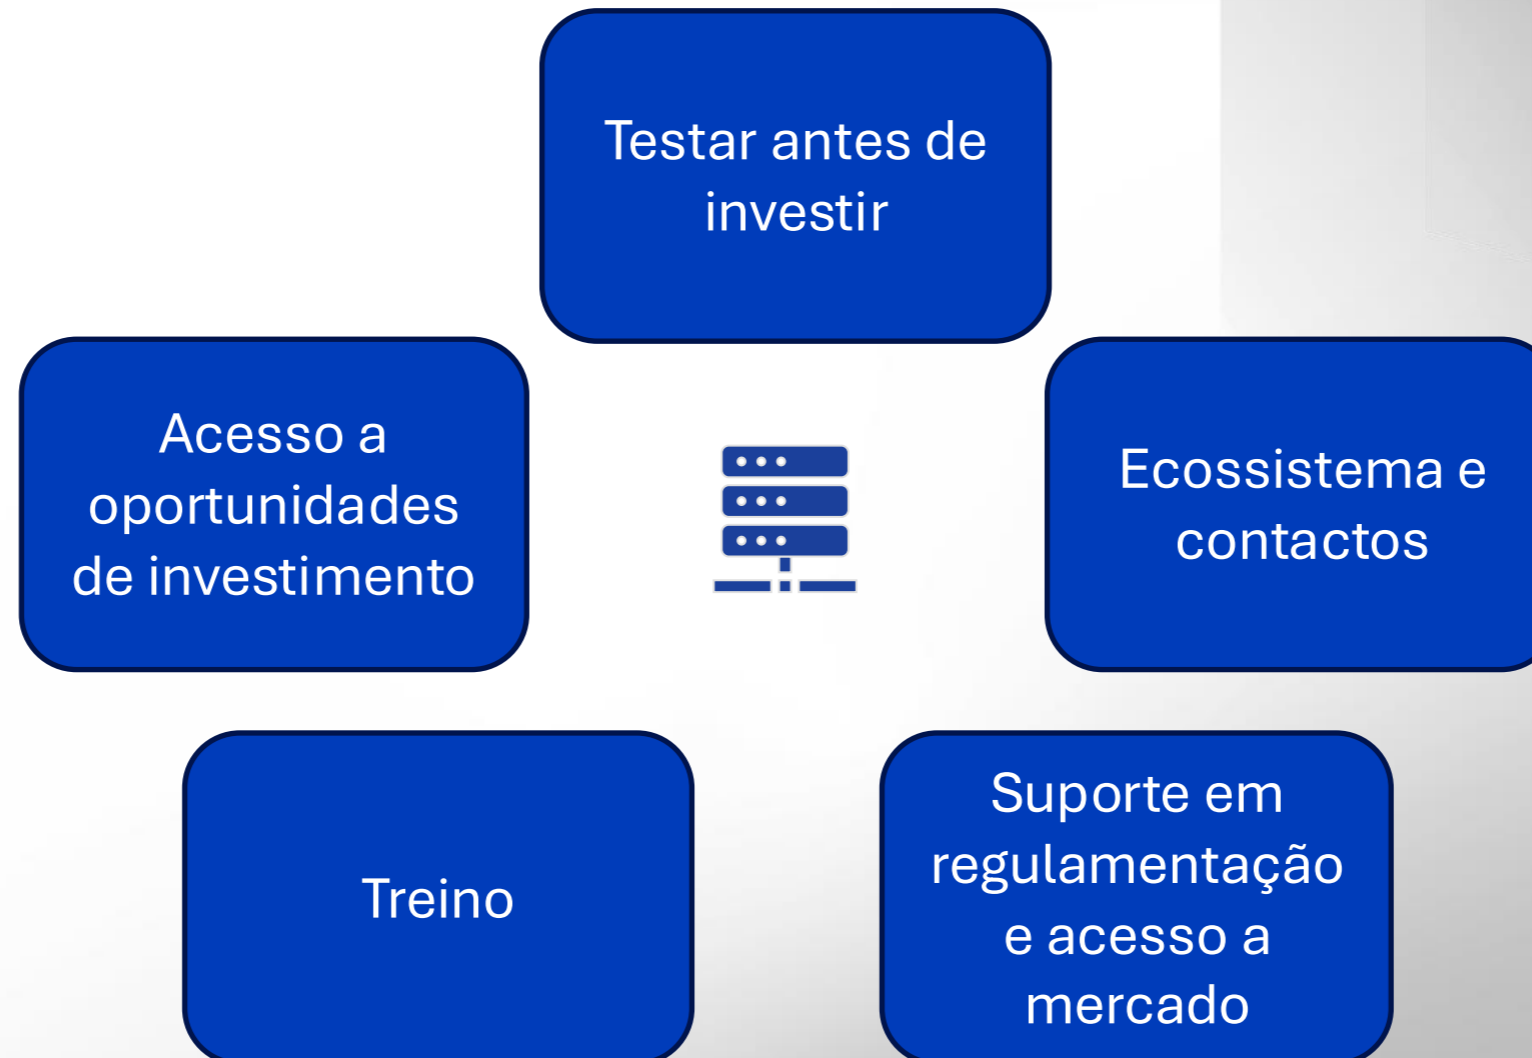 Testar antes de
investir
Acesso a
oportunidades
de investimento
Ecossistema e
contactos
Treino
Suporte em
regulamentação
e acesso a
mercado